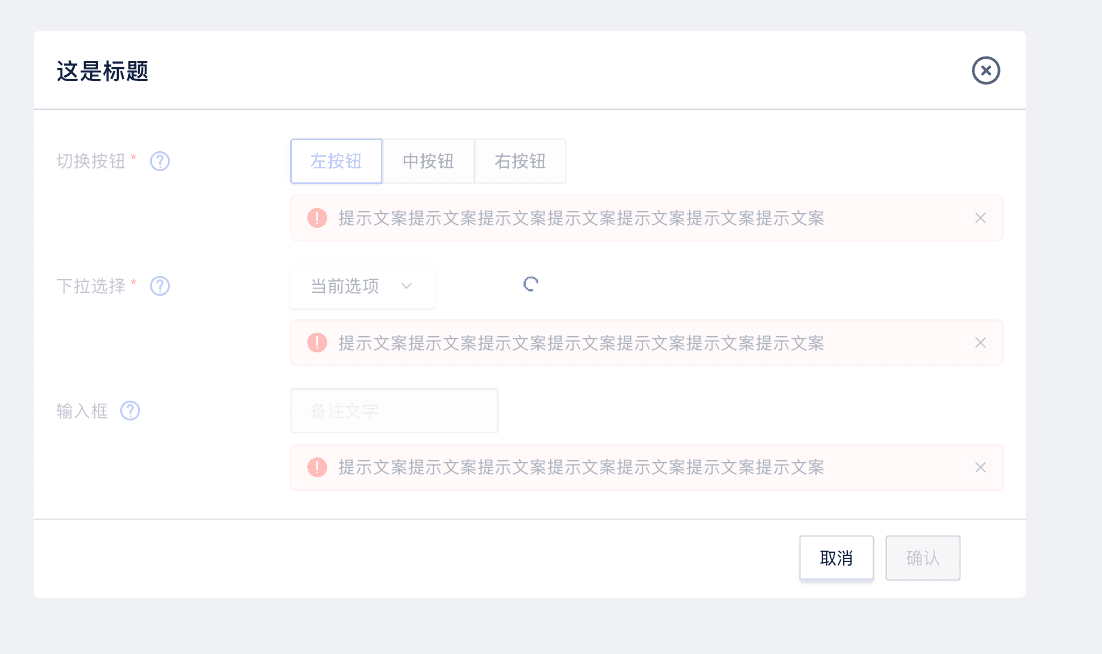 这是标题
切换按钮* ?
左按钮 中按钮 右按钮
! 提示文案提示文案提示文案提示文案提示文案提示文案提示文案
下拉选择* ?
当前选项
! 提示文案提示文案提示文案提示文案提示文案提示文案提示文案
输入框 ?
备注文字
! 提示文案提示文案提示文案提示文案提示文案提示文案提示文案
取消 确认